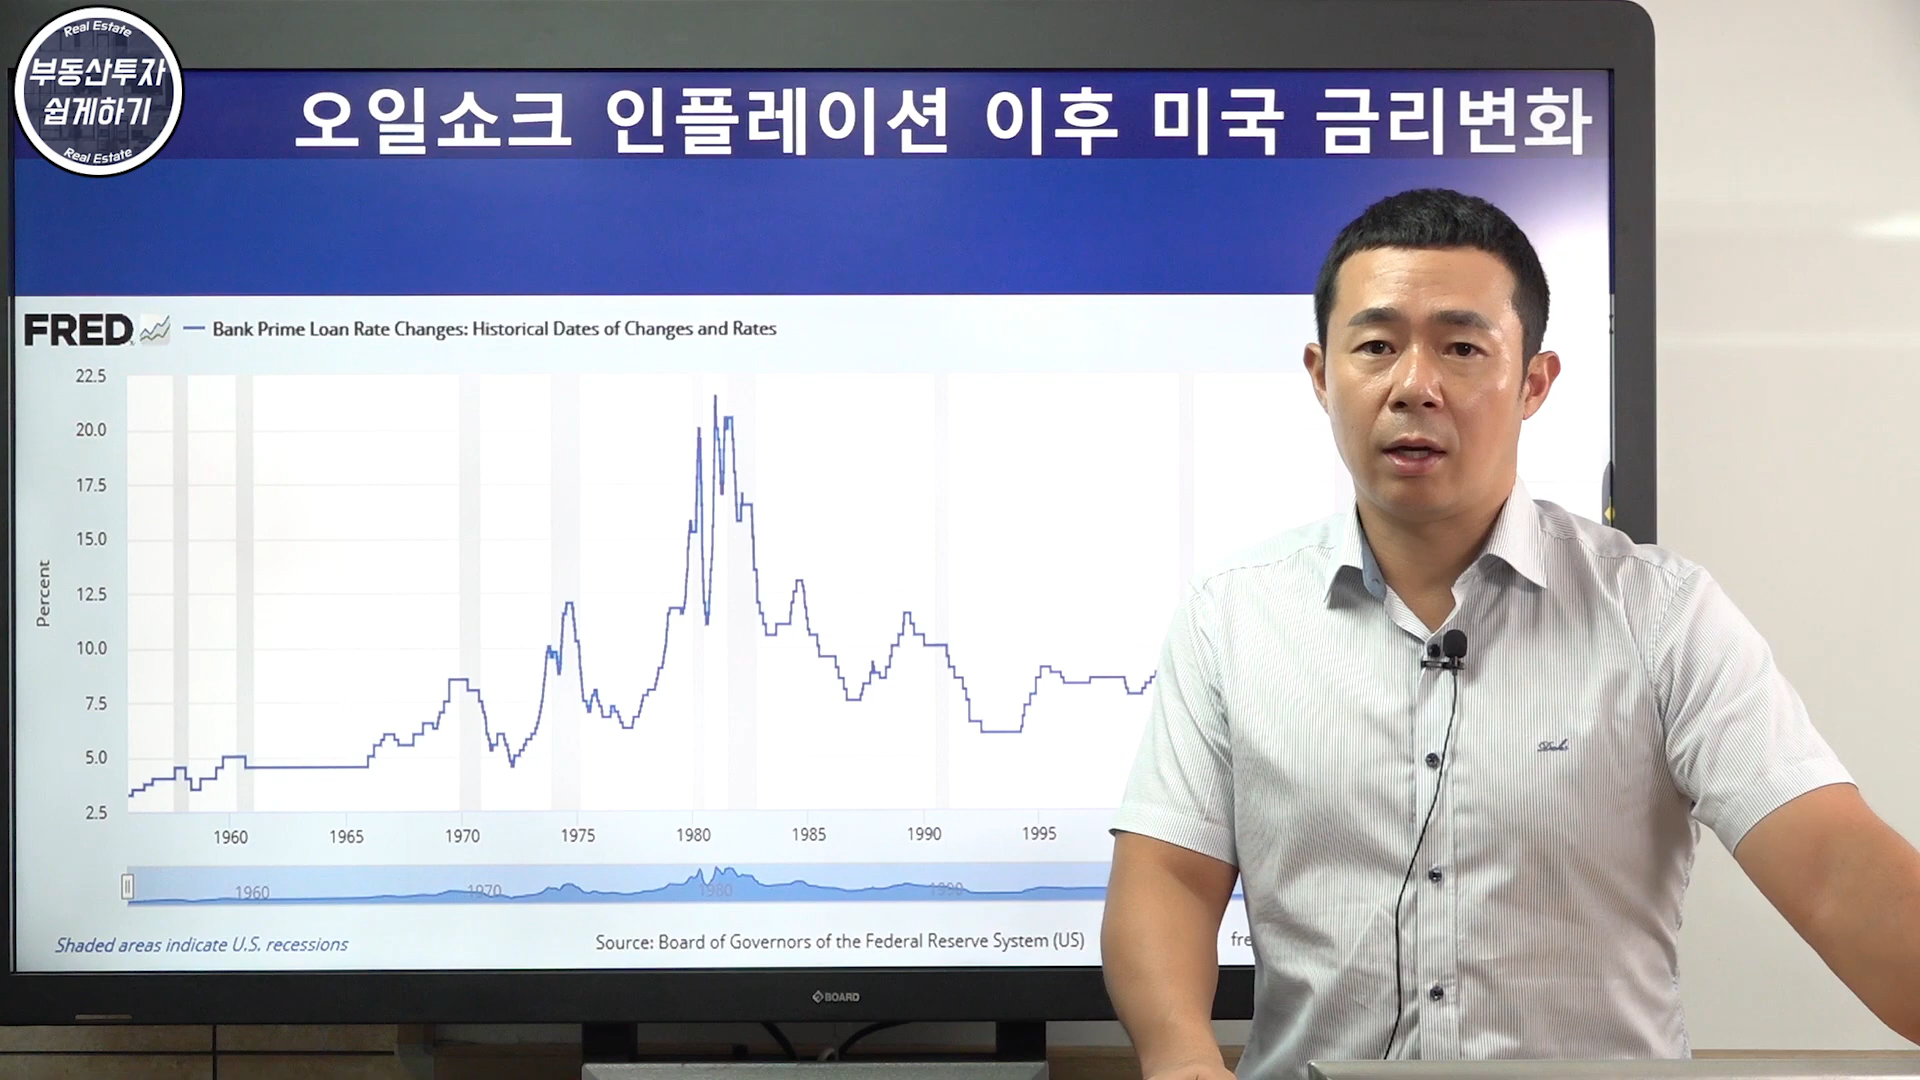 Real Estate
부동산투자
쉽게하기
Real Estate
오일쇼크 인플레이션 이후 미국 금리변화
FRED
Bank Prime Loan Rate Changes: Historical Dates of Changes and Rates
22.5
20.0
17.5
15.0
12.5
10.0
7.5
5.0
2.5
Percent
1960 1965 1970 1975 1980 1985 1990 1995
1960 1970 1980 1990
Shaded areas indicate U.S. recessions
Source: Board of Governors of the Federal Reserve System (US)
fre
BOARD